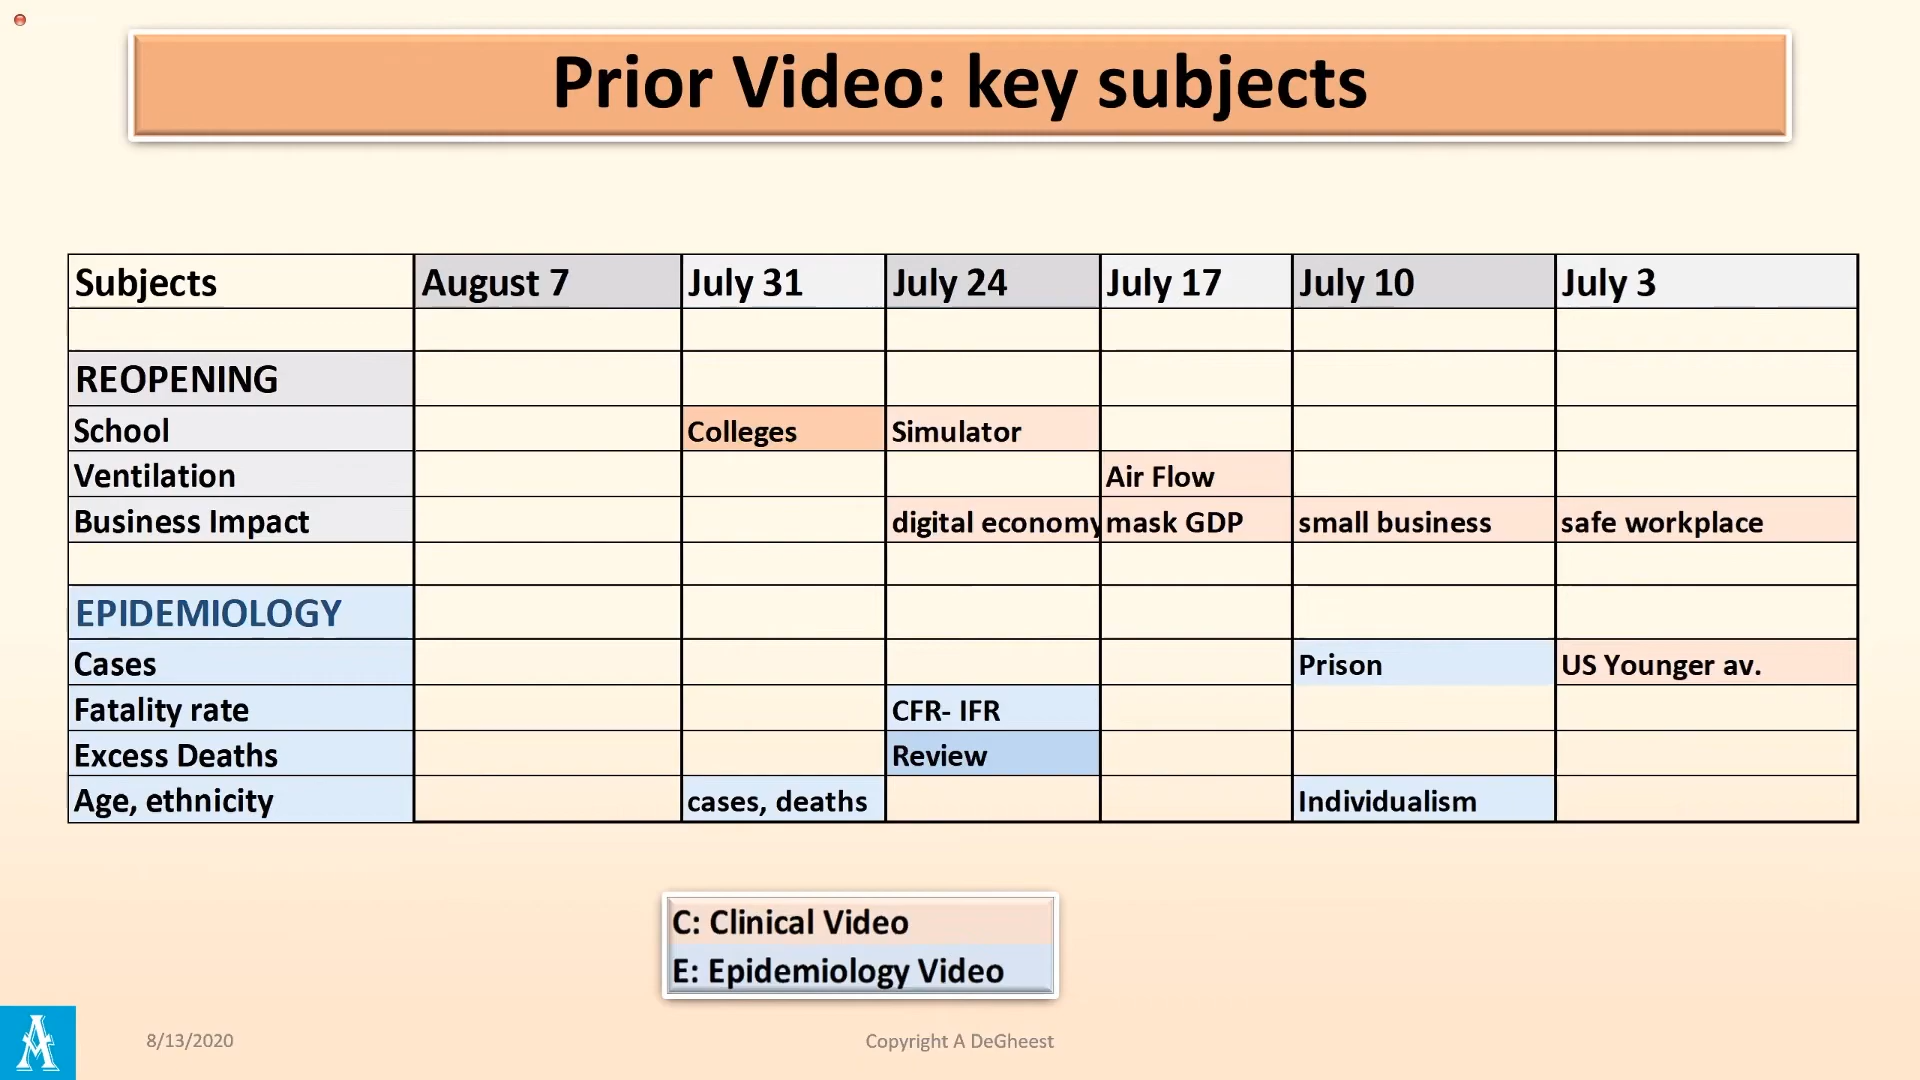 Prior Video: key subjects
Subjects August 7 July 31 July 24 July 17 July 10 July 3
REOPENING
School Colleges Simulator
Ventilation Air Flow
Business Impact digital economy mask GDP small business safe workplace
EPIDEMIOLOGY
Cases Prison US Younger av.
Fatality rate CFR- IFR
Excess Deaths Review
Age, ethnicity cases, deaths Individualism
C: Clinical Video
E: Epidemiology Video
A 8/13/2020 Copyright A DeGheest